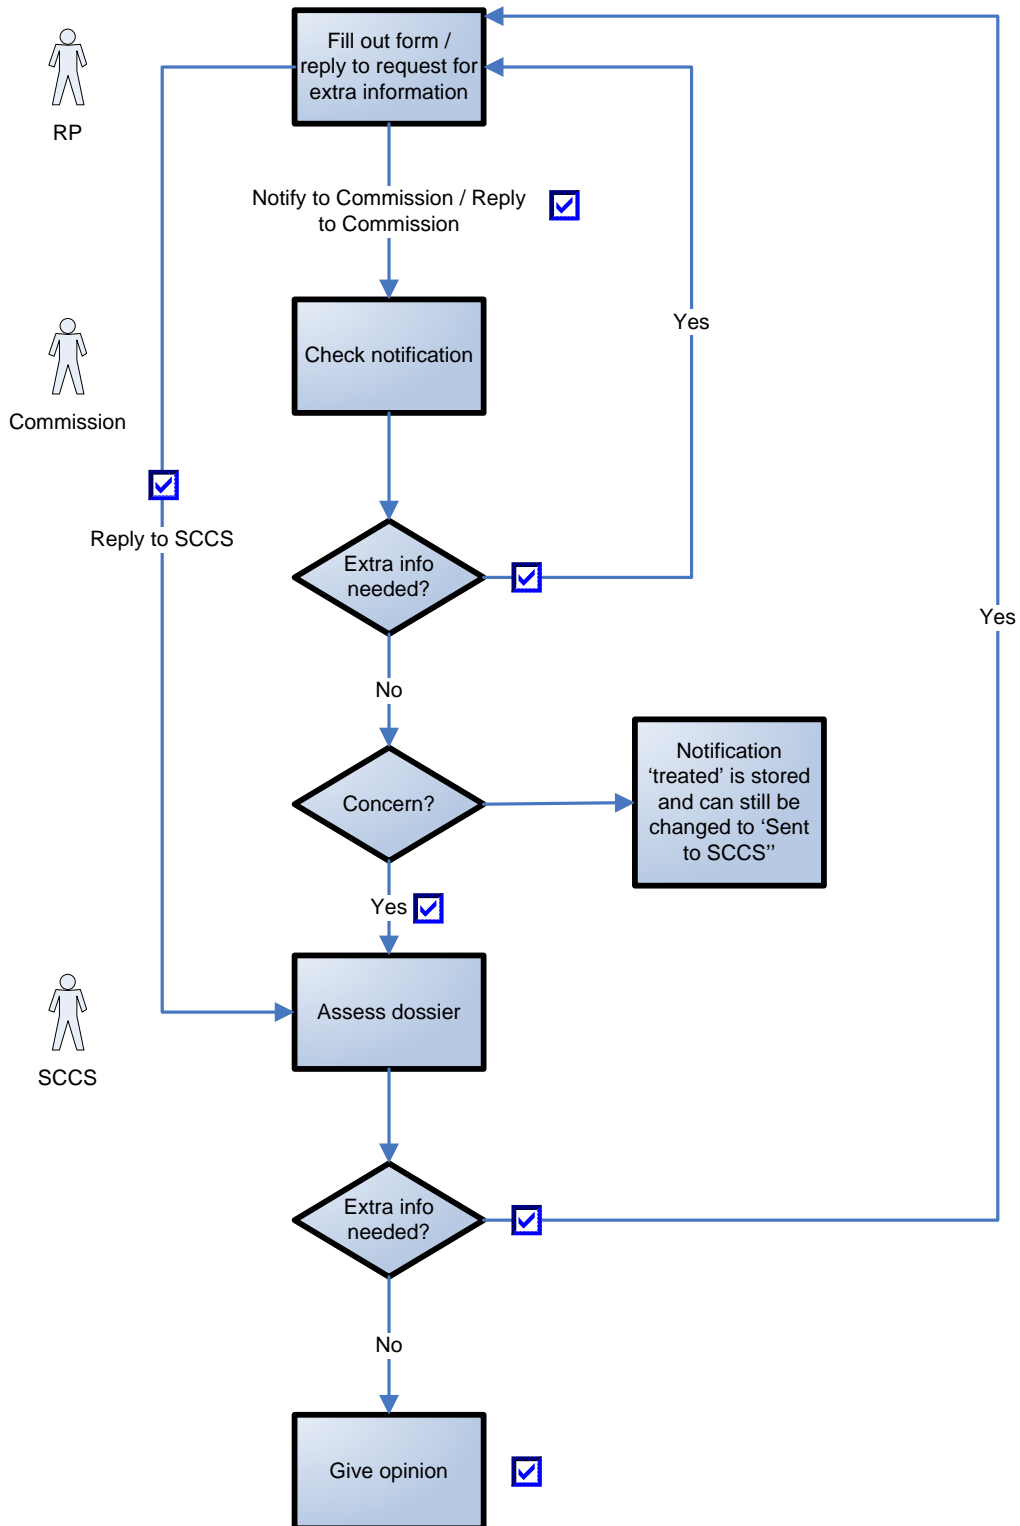 Fill out form /
reply to request for
extra information
RP
Notify to Commission / Reply
to Commission
Yes
Check notification
Commission
Reply to SCCS
Extra info
needed?
Yes
No
Notification
‘treated’ is stored
and can still be
changed to ‘Sent
to SCCS’’
Concern?
Yes
Assess dossier
SCCS
Extra info
needed?
No
Give opinion